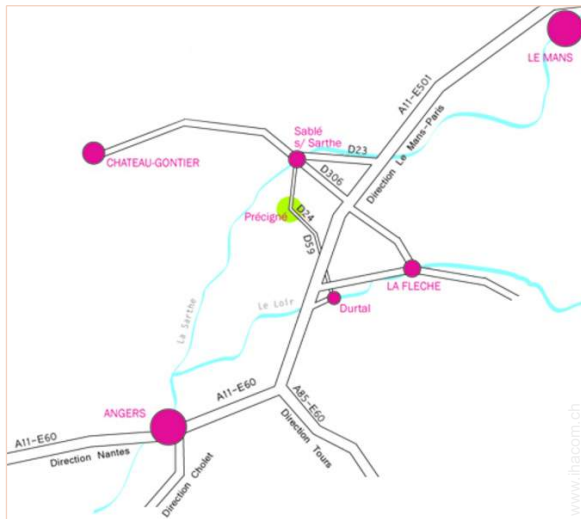 LE MANS
A11-E501
Direction Le Mans-Paris
Sablé
s/ Sarthe
D23
CHATEAU-GONTIER
D306
Précigné
D24
D59
LA FLECHE
Durtal
Le Loir
La Sarthe
ANGERS
A11-E60
A85-E60
A11-E60
Direction Nantes
Direction Cholet
Direction Tours
www.ihacom.ch